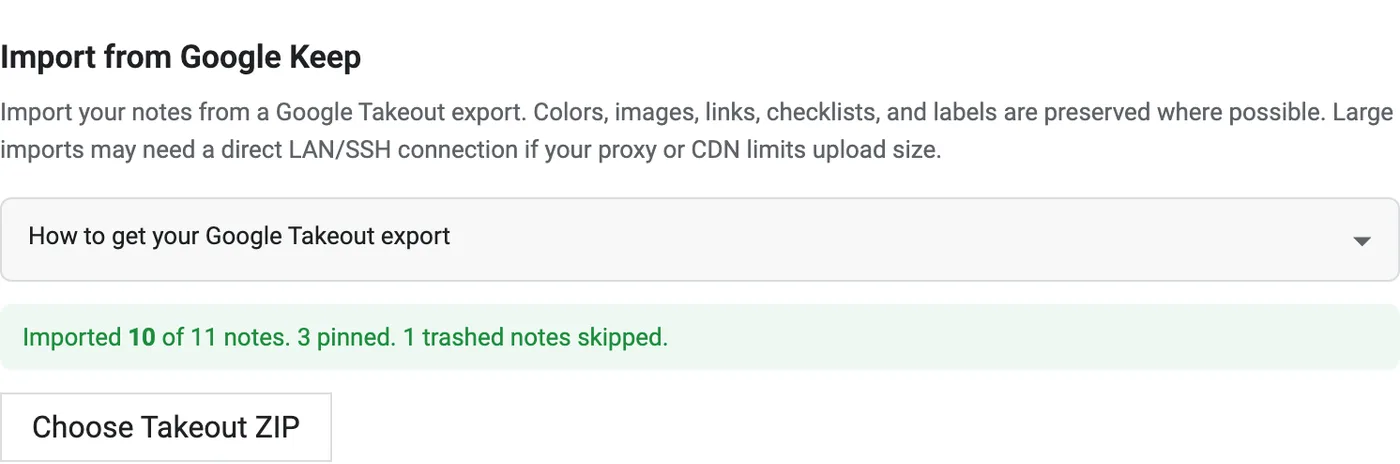 Import from Google Keep
Import your notes from a Google Takeout export. Colors, images, links, checklists, and labels are preserved where possible. Large
imports may need a direct LAN/SSH connection if your proxy or CDN limits upload size.
How to get your Google Takeout export
Imported 10 of 11 notes. 3 pinned. 1 trashed notes skipped.
Choose Takeout ZIP